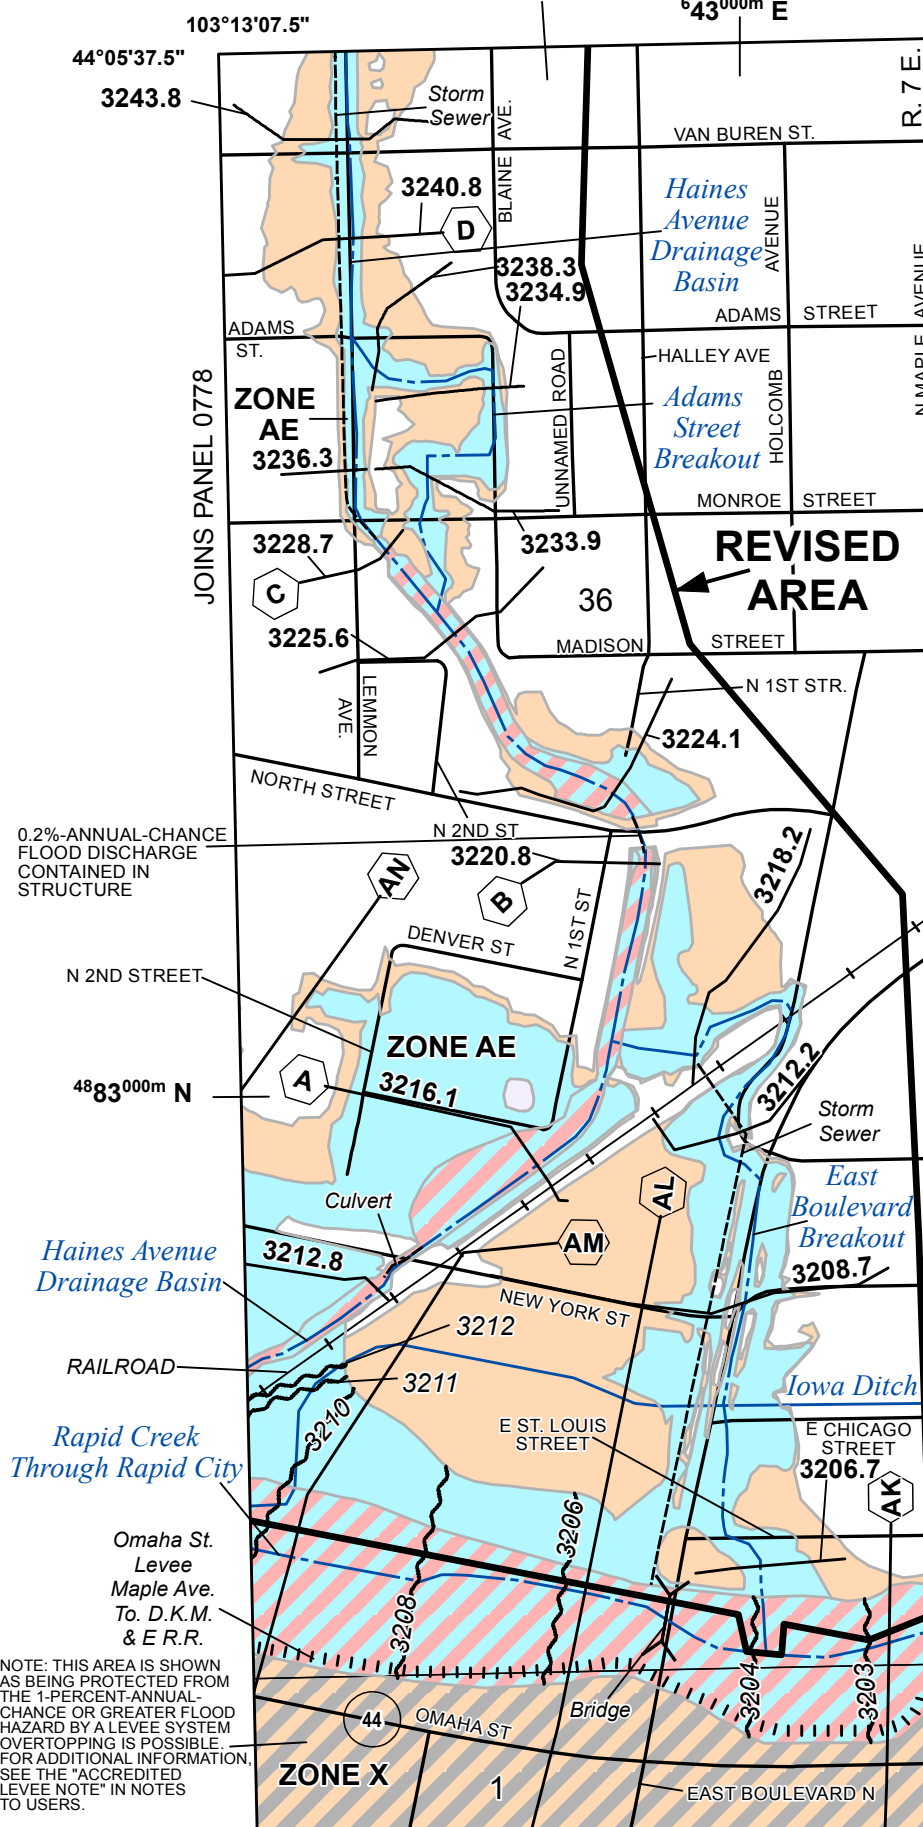 103°13'07.5"
⁶43⁰⁰⁰ᵐ E
44°05'37.5"
R. 7 E.
3243.8
Storm
Sewer
BLAINE AVE.
VAN BUREN ST.
3240.8
D
Haines
Avenue
Drainage
Basin
AVENUE
3238.3
3234.9
N MAPLE AVENUE
ADAMS
ST.
ADAMS STREET
HALLEY AVE
JOINS PANEL 0778
ZONE
AE
3236.3
UNNAMED ROAD
Adams
Street
Breakout
HOLCOMB
MONROE STREET
3228.7
C
3233.9
REVISED
AREA
36
3225.6
MADISON STREET
LEMMON
AVE.
N 1ST STR.
3224.1
NORTH STREET
0.2%-ANNUAL-CHANCE
FLOOD DISCHARGE
CONTAINED IN
STRUCTURE
N 2ND ST
3220.8
B
AN
3218.2
N 1ST ST
DENVER ST
N 2ND STREET
ZONE AE
A
3216.1
⁴⁸83⁰⁰⁰ᵐ N
3212.2
Storm
Sewer
Culvert
AL
East
Boulevard
Breakout
Haines Avenue
Drainage Basin
3212.8
AM
3208.7
NEW YORK ST
3212
RAILROAD
3211
Iowa Ditch
3210
E ST. LOUIS
STREET
E CHICAGO
STREET
3206.7
Rapid Creek
Through Rapid City
AK
3206
Omaha St.
Levee
Maple Ave.
To. D.K.M.
& E R.R.
3208
3204
3203
NOTE: THIS AREA IS SHOWN
AS BEING PROTECTED FROM
THE 1-PERCENT-ANNUAL-
CHANCE OR GREATER FLOOD
HAZARD BY A LEVEE SYSTEM
OVERTOPPING IS POSSIBLE.
FOR ADDITIONAL INFORMATION,
SEE THE "ACCREDITED
LEVEE NOTE" IN NOTES
TO USERS.
44
OMAHA ST
Bridge
ZONE X
1
EAST BOULEVARD N